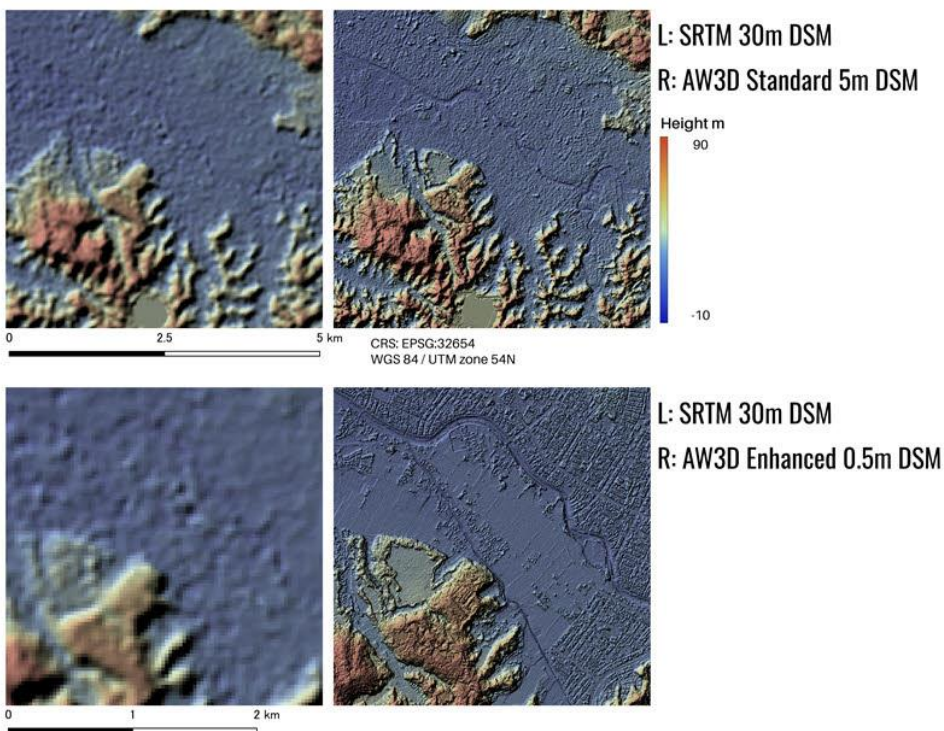 L: SRTM 30m DSM
R: AW3D Standard 5m DSM
Height m
90
-10
0 2.5 5 km
CRS: EPSG:32654
WGS 84 / UTM zone 54N
L: SRTM 30m DSM
R: AW3D Enhanced 0.5m DSM
0 1 2 km